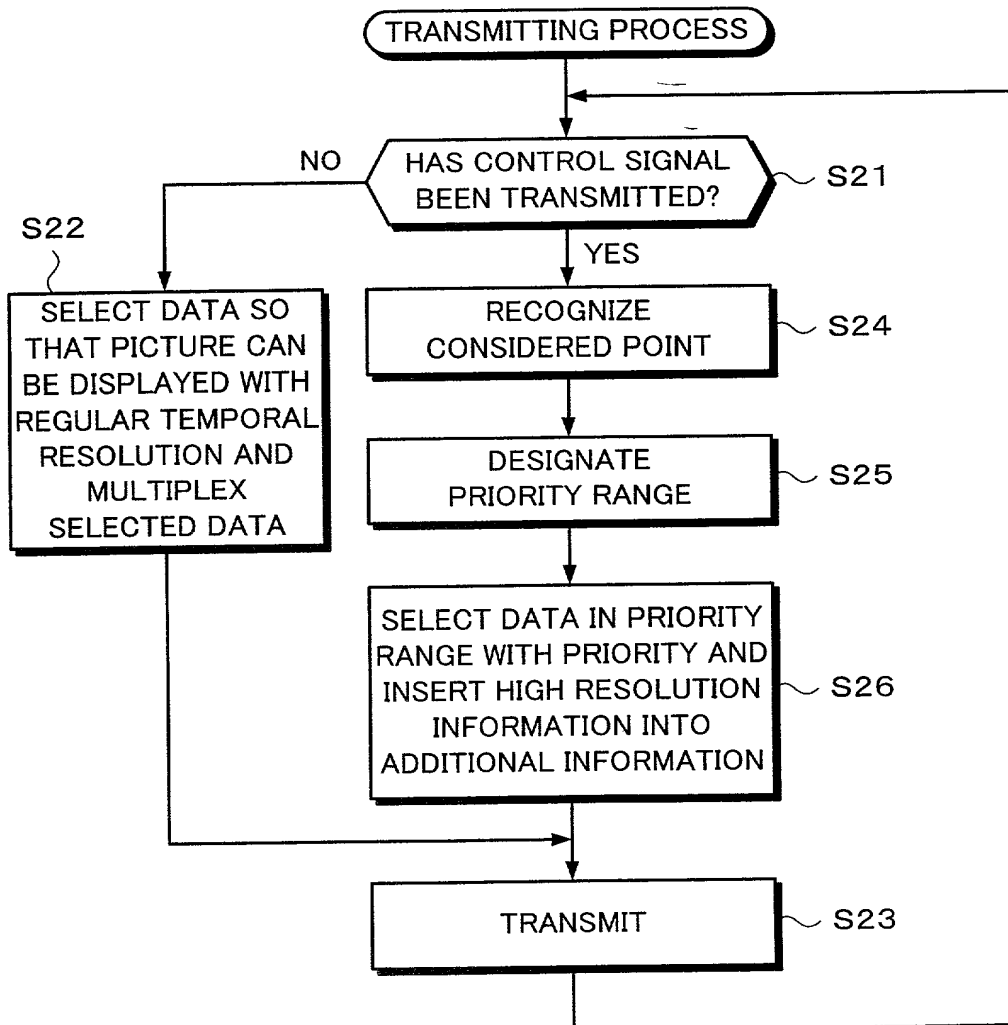 TRANSMITTING PROCESS
HAS CONTROL SIGNAL
BEEN TRANSMITTED?
S21
NO
YES
S22
SELECT DATA SO
THAT PICTURE CAN
BE DISPLAYED WITH
REGULAR TEMPORAL
RESOLUTION AND
MULTIPLEX
SELECTED DATA
RECOGNIZE
CONSIDERED POINT
S24
DESIGNATE
PRIORITY RANGE
S25
SELECT DATA IN PRIORITY
RANGE WITH PRIORITY AND
INSERT HIGH RESOLUTION
INFORMATION INTO
ADDITIONAL INFORMATION
S26
TRANSMIT
S23